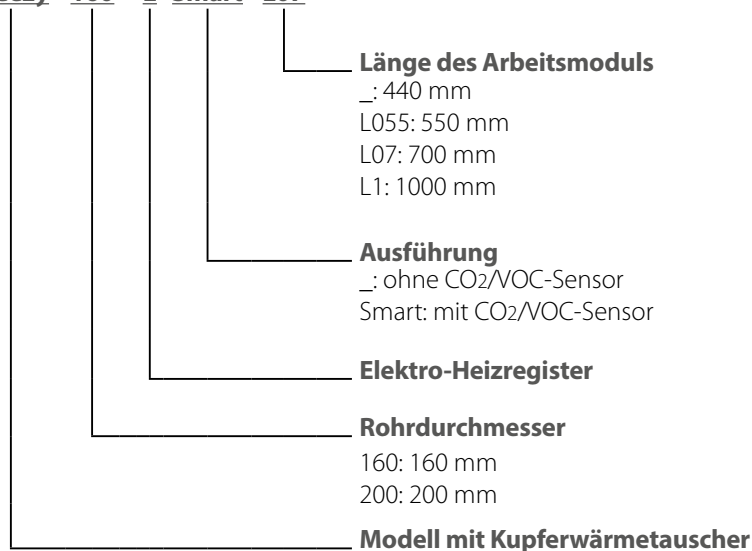 Länge des Arbeitsmoduls
_: 440 mm
L055: 550 mm
L07: 700 mm
L1: 1000 mm
Ausführung
_: ohne CO2/VOC-Sensor
Smart: mit CO2/VOC-Sensor
Elektro-Heizregister
Rohrdurchmesser
160: 160 mm
200: 200 mm
Modell mit Kupferwärmetauscher